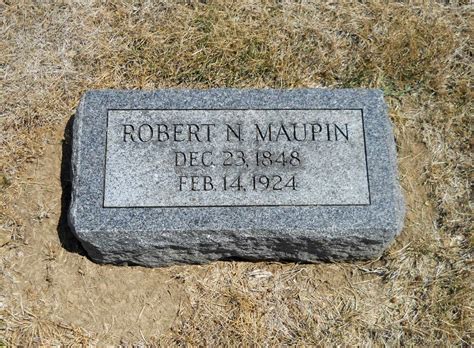 ROBERT N. MAUPIN
DEC. 23, 1848
FEB. 14, 1924